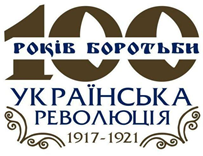 100
РОКІВ БОРОТЬБИ
УКРАЇНСЬКА
РЕВОЛЮЦІЯ
1917-1921